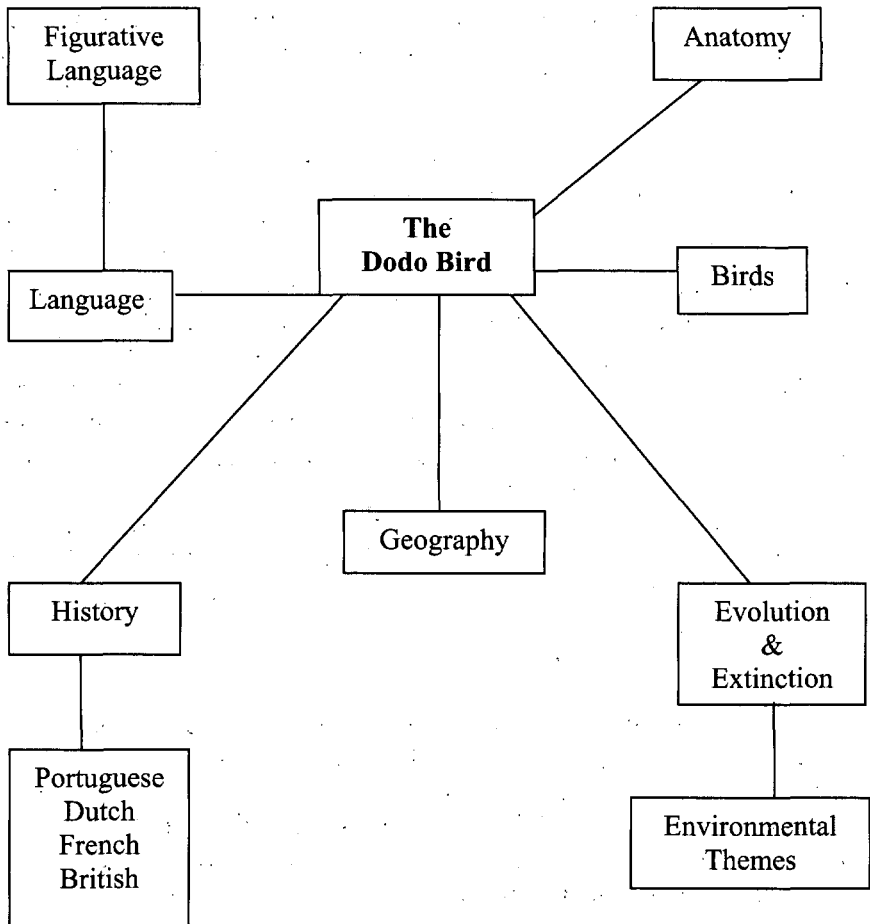 Figurative
Language
Anatomy
The
Dodo Bird
Language
Birds
Geography
History
Evolution
&
Extinction
Portuguese
Dutch
French
British
Environmental
Themes